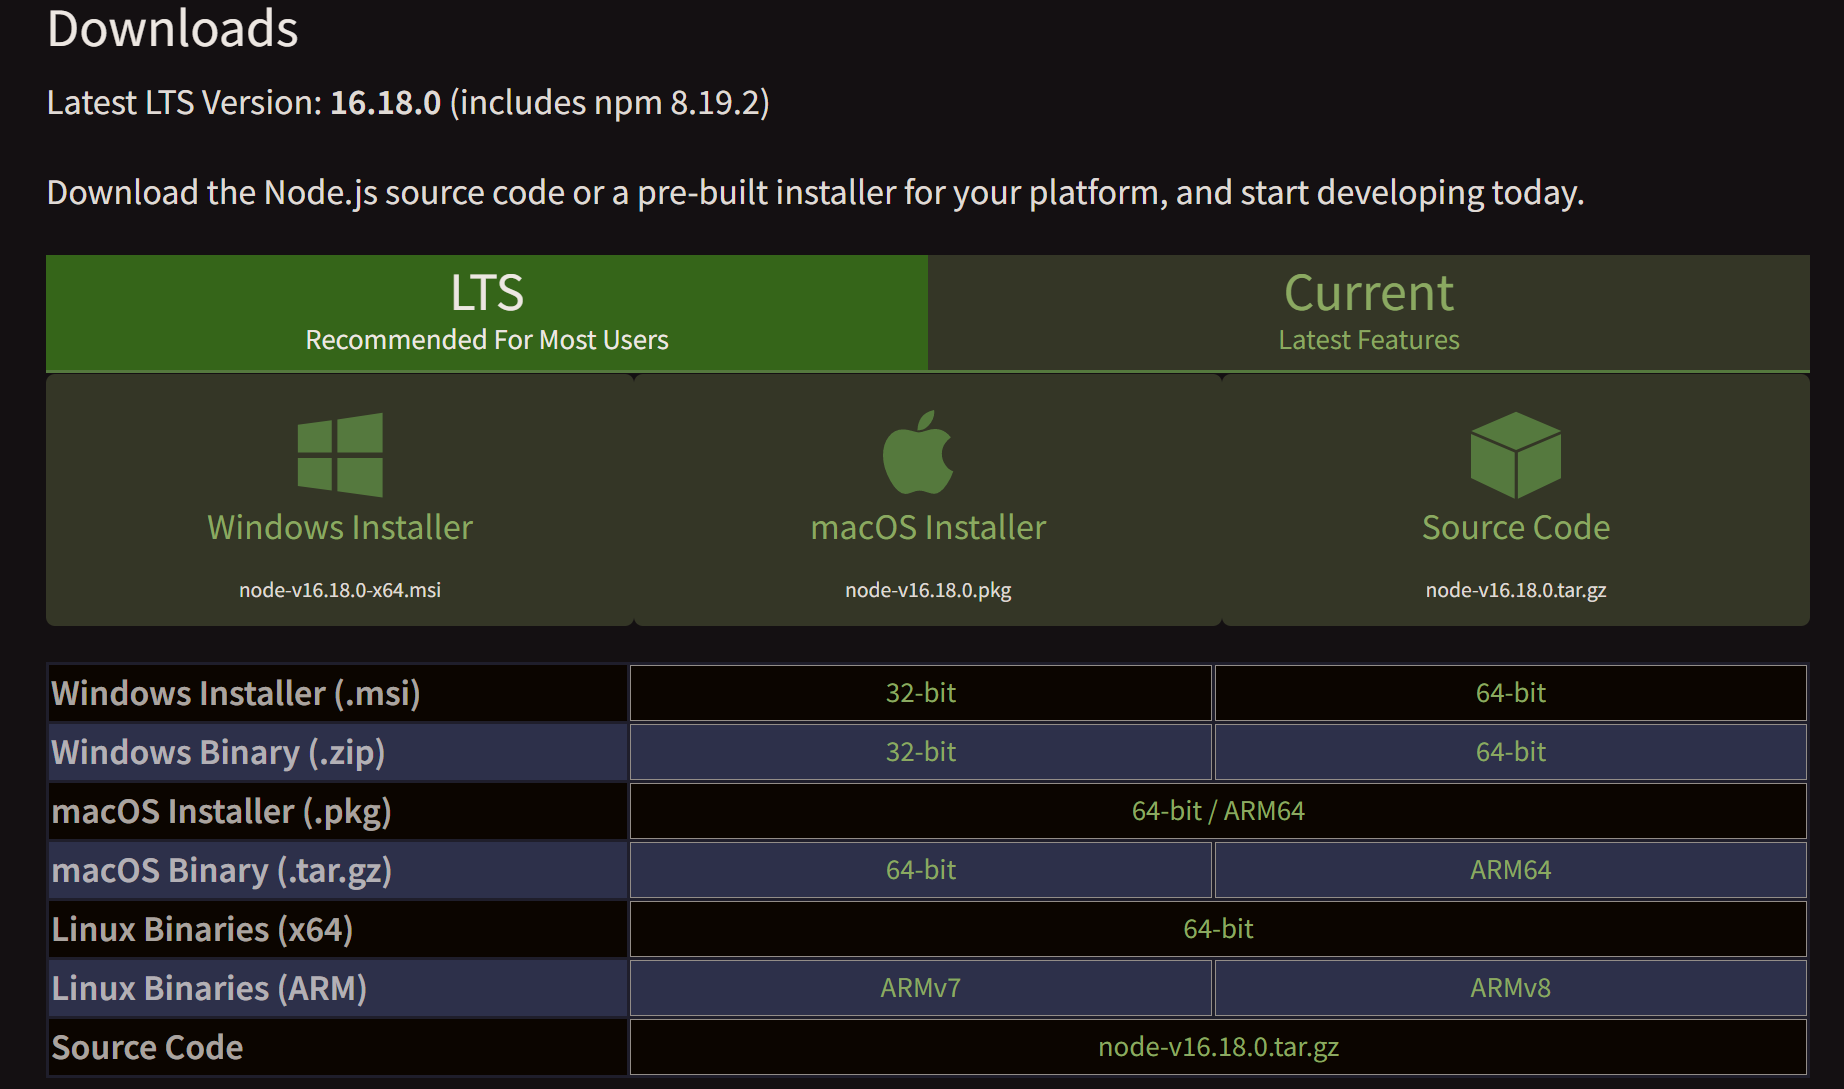 Downloads
Latest LTS Version: 16.18.0 (includes npm 8.19.2)
Download the Node.js source code or a pre-built installer for your platform, and start developing today.
LTS
Recommended For Most Users
Current
Latest Features
Windows Installer
node-v16.18.0-x64.msi
macOS Installer
node-v16.18.0.pkg
Source Code
node-v16.18.0.tar.gz
Windows Installer (.msi) 32-bit 64-bit
Windows Binary (.zip) 32-bit 64-bit
macOS Installer (.pkg) 64-bit / ARM64
macOS Binary (.tar.gz) 64-bit ARM64
Linux Binaries (x64) 64-bit
Linux Binaries (ARM) ARMv7 ARMv8
Source Code node-v16.18.0.tar.gz